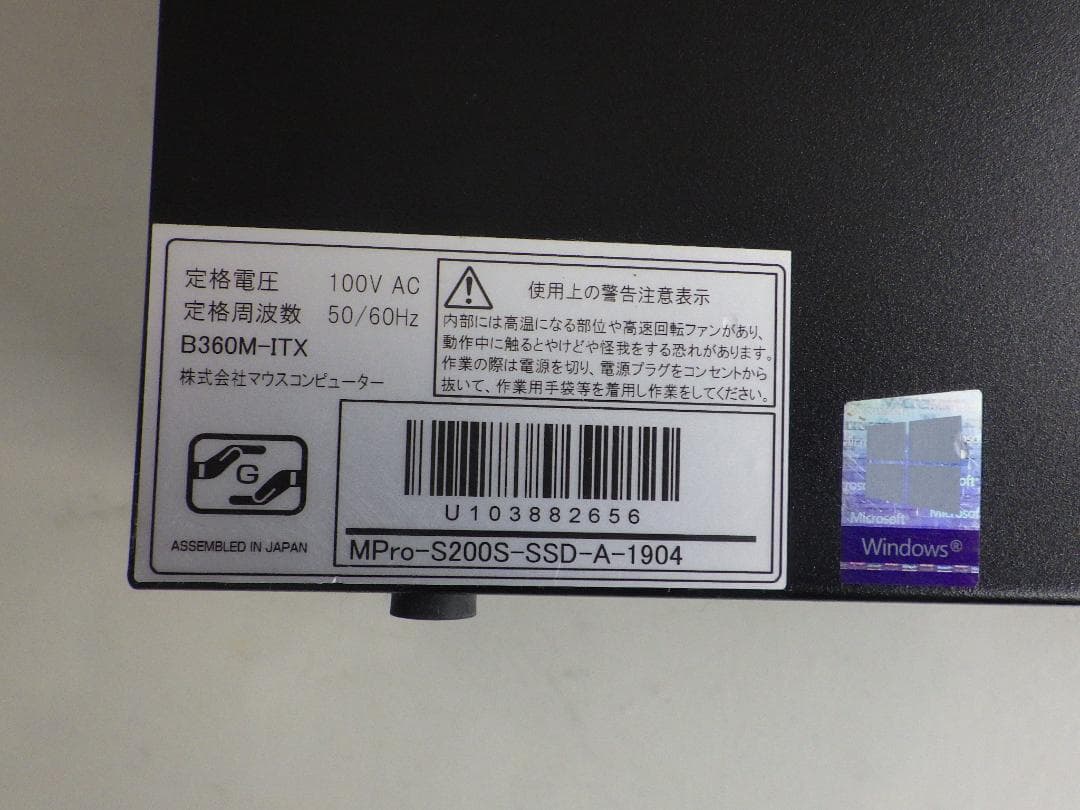 定格電圧 100V AC
定格周波数 50/60Hz
B360M-ITX
株式会社マウスコンピューター
使用上の警告注意表示
内部には高温になる部位や高速回転ファンがあり、
動作中に触るとやけどや怪我をする恐れがあります。
作業の際は電源を切り、電源プラグをコンセントから
抜いて、作業用手袋等を着用し作業をしてください。
G
ASSEMBLED IN JAPAN
U103882656
MPro-S200S-SSD-A-1904
Microsoft
Microsoft
Windows®